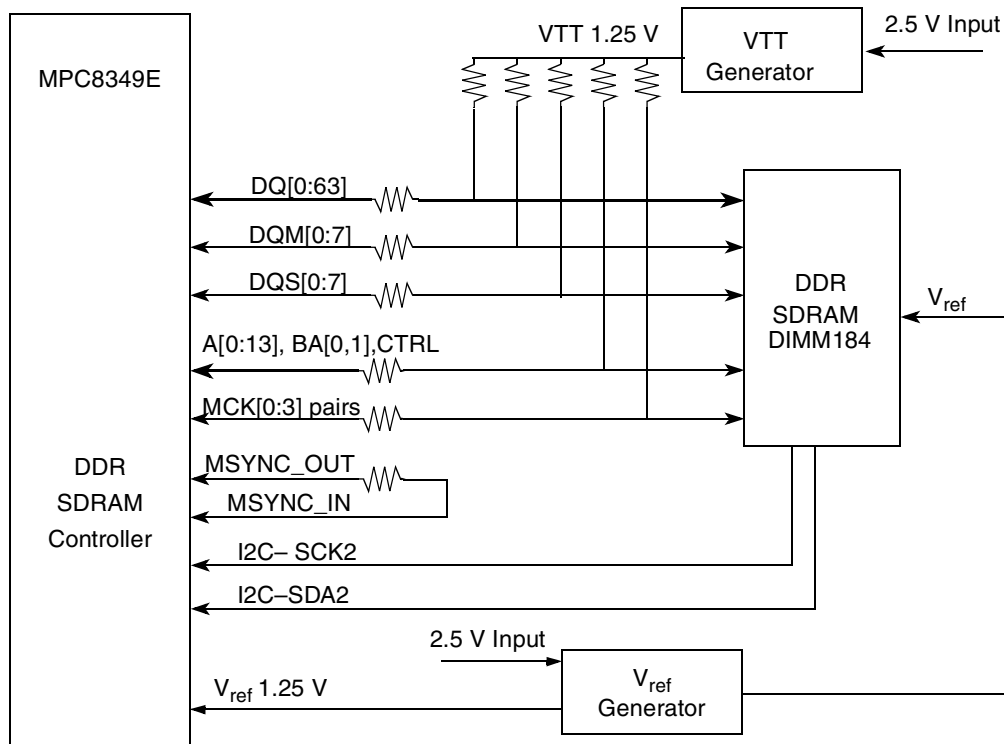 VTT 1.25 V
VTT
Generator
2.5 V Input
MPC8349E
DQ[0:63]
DQM[0:7]
DQS[0:7]
A[0:13], BA[0,1],CTRL
MCK[0:3] pairs
MSYNC_OUT
MSYNC_IN
I2C– SCK2
I2C–SDA2
DDR
SDRAM
Controller
DDR
SDRAM
DIMM184
Vref
2.5 V Input
Vref 1.25 V
Vref
Generator